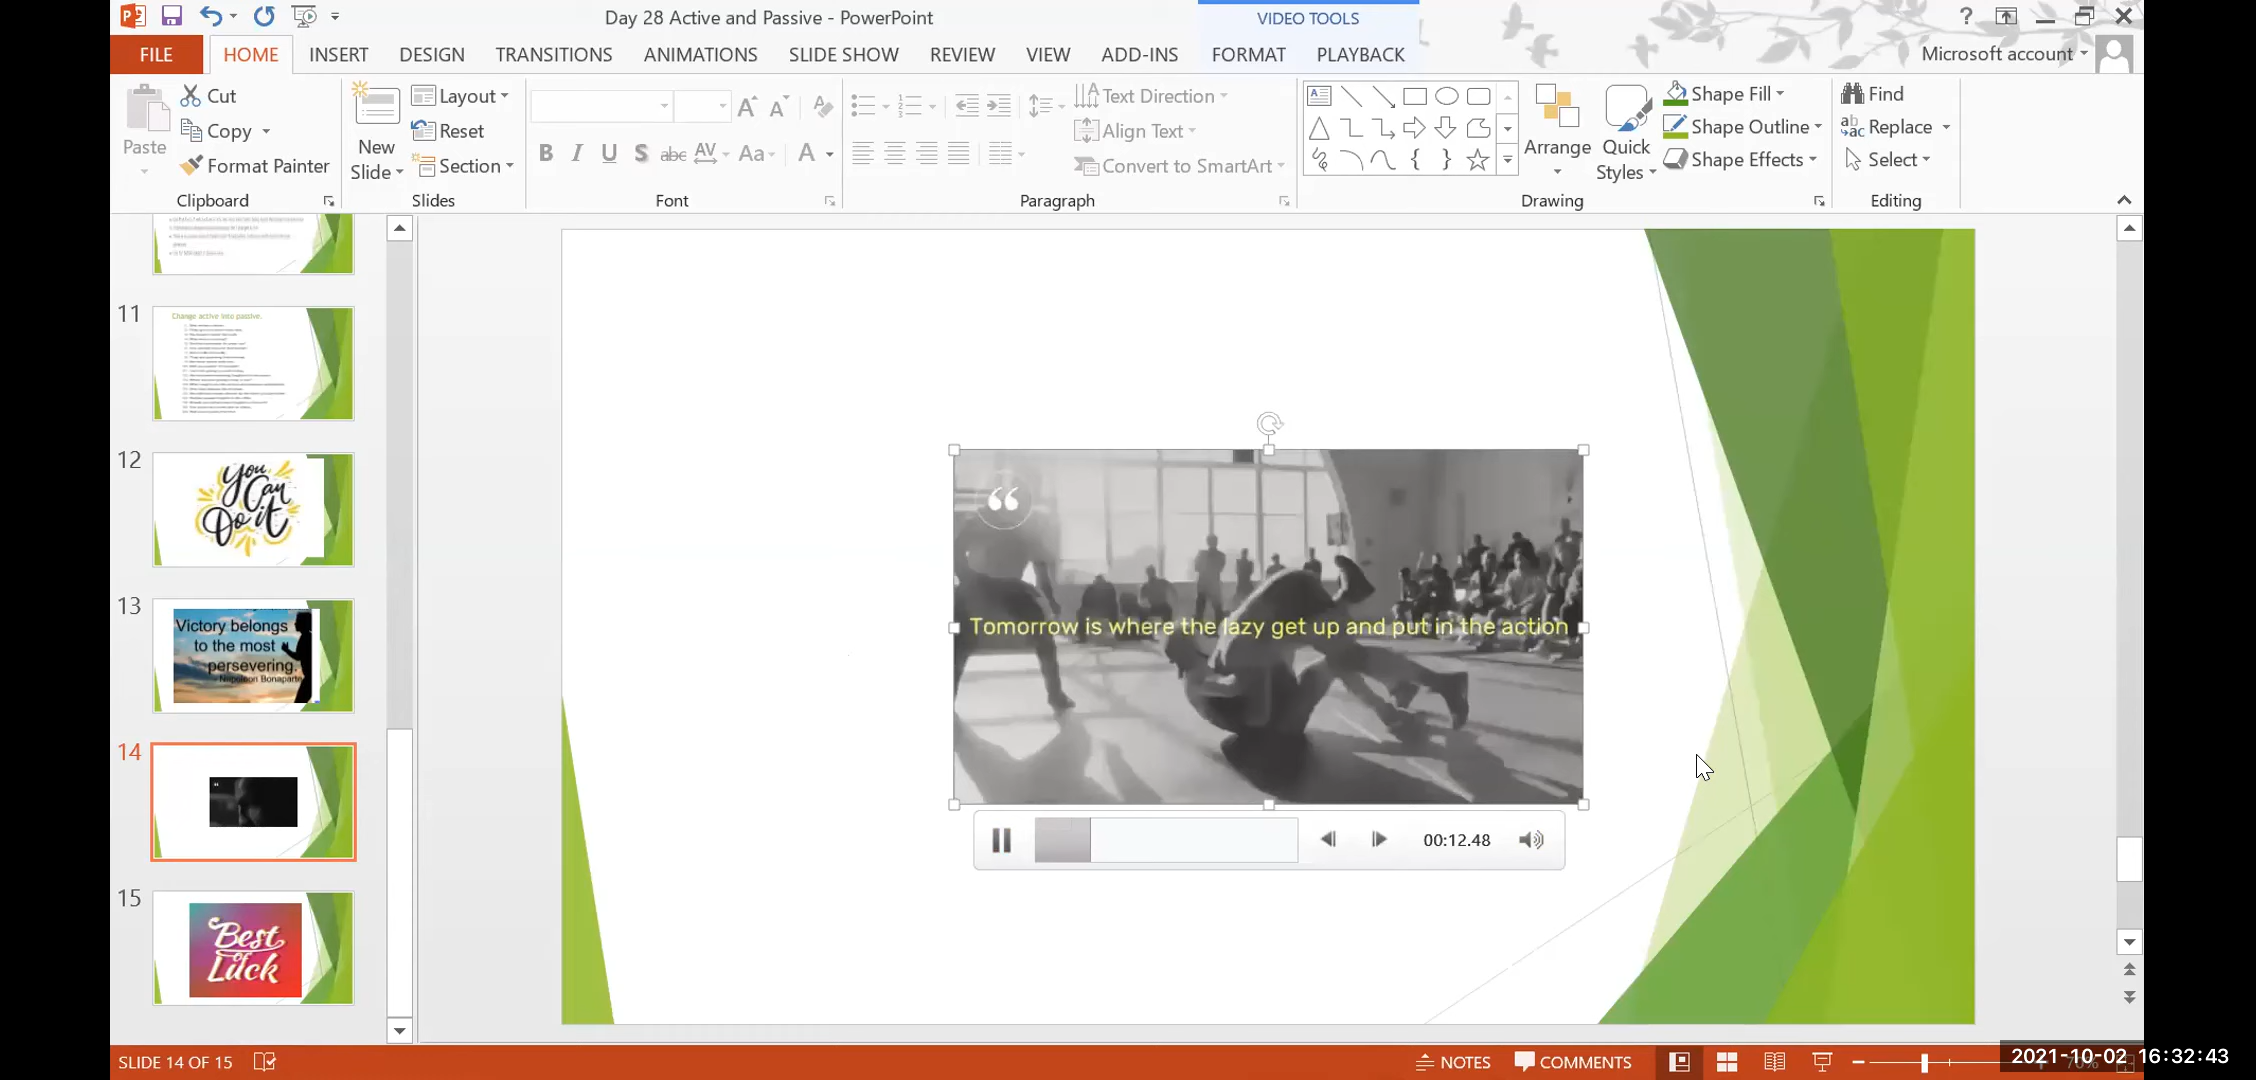 Day 28 Active and Passive - PowerPoint
VIDEO TOOLS
?
FILE
HOME
INSERT
DESIGN
TRANSITIONS
ANIMATIONS
SLIDE SHOW
REVIEW
VIEW
ADD-INS
FORMAT
PLAYBACK
Microsoft account
Paste
Cut
Copy
Format Painter
Clipboard
New
Slide
Layout
Reset
Section
Slides
B I U S abc AV Aa A
Font
Text Direction
Align Text
Convert to SmartArt
Paragraph
Arrange
Quick
Styles
Shape Fill
Shape Outline
Shape Effects
Drawing
Find
Replace
Select
Editing
11
Change active into passive.
12
You
Can
Do it
13
Victory belongs
to the most
persevering.
- Napoleon Bonaparte
14
15
Best
of
Luck
“
Tomorrow is where the lazy get up and put in the action
00:12.48
SLIDE 14 OF 15
NOTES
COMMENTS
2021-10-02 16:32:43